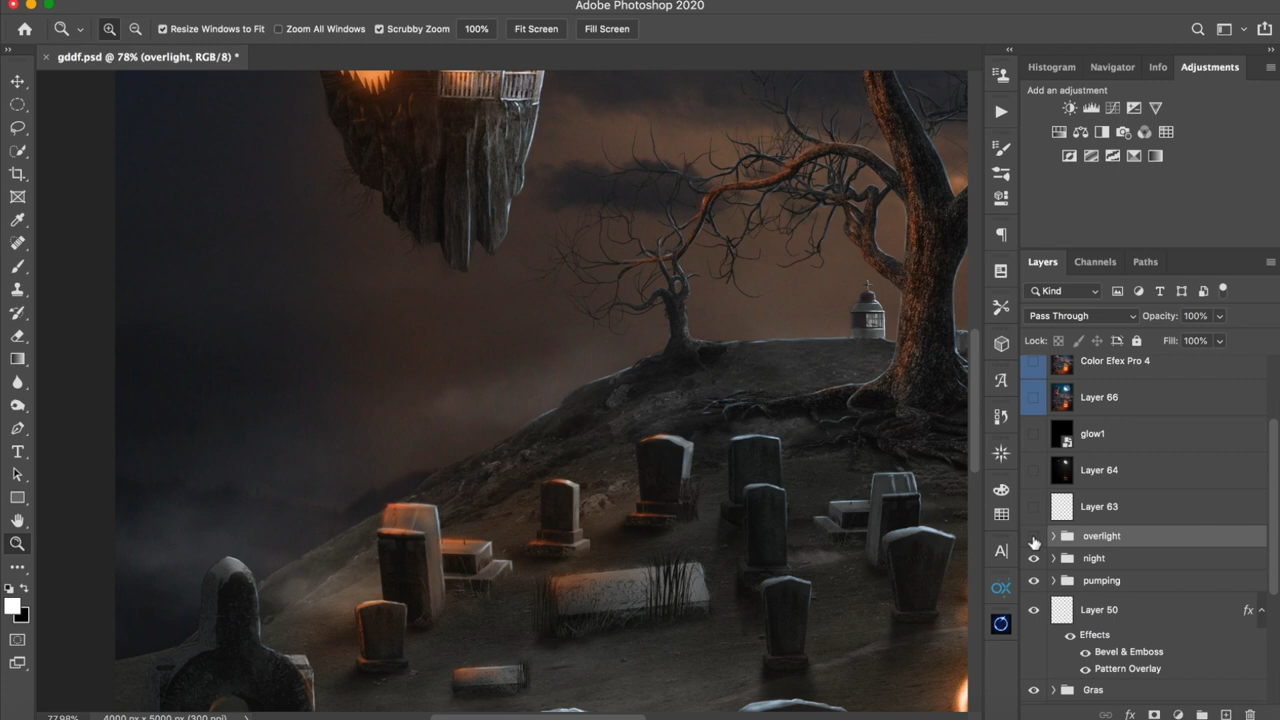 Adobe Photoshop 2020
Resize Windows to Fit Zoom All Windows Scrubby Zoom 100% Fit Screen Fill Screen
gddf.psd @ 78% (overlight, RGB/8) *
Histogram Navigator Info Adjustments
Add an adjustment
Layers Channels Paths
Kind
Pass Through Opacity: 100%
Lock: Fill: 100%
Color Efex Pro 4
Layer 66
glow1
Layer 64
Layer 63
overlight
night
pumping
Layer 50 fx
Effects
Bevel & Emboss
Pattern Overlay
Gras
77.98% 4000 px x 5000 px (300 ppi)